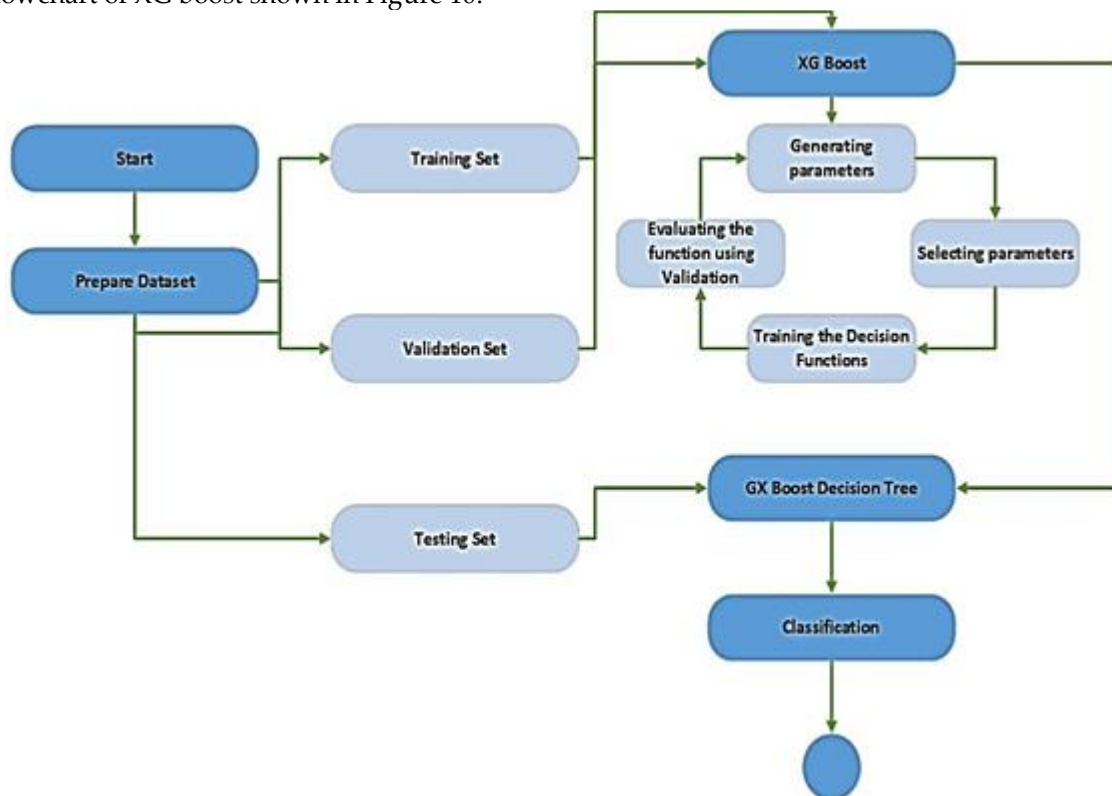 lowchart of XG boost shown in Figure 10.
XG Boost
Start
Training Set
Generating
parameters
Prepare Dataset
Evaluating the
function using
Validation
Selecting parameters
Validation Set
Training the Decision
Functions
GX Boost Decision Tree
Testing Set
Classification